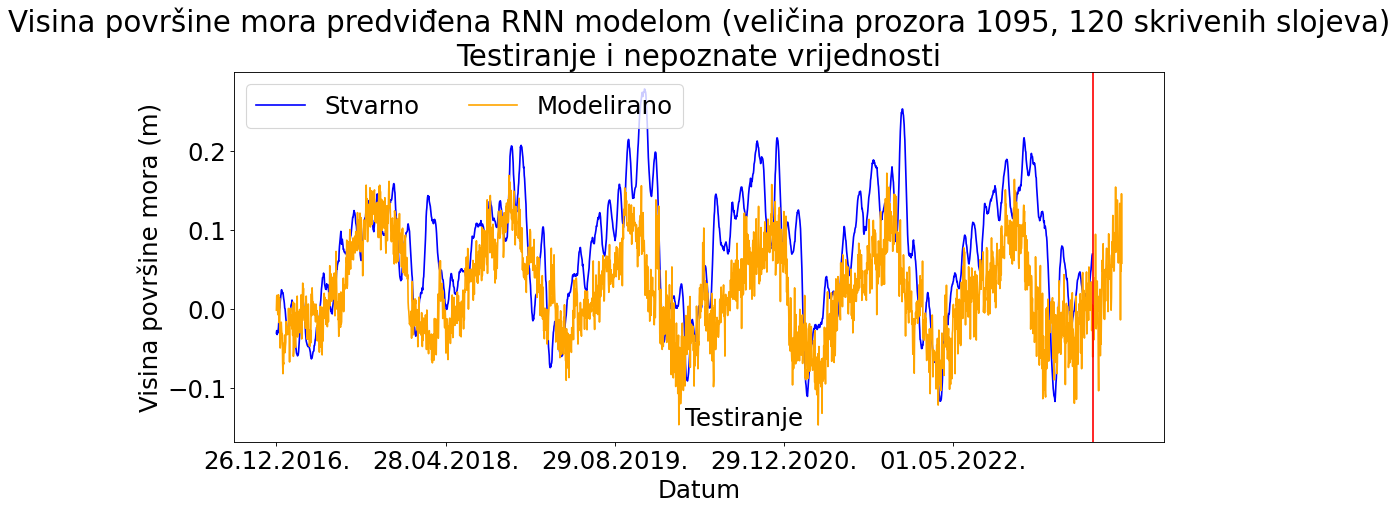 Visina površine mora predviđena RNN modelom (veličina prozora 1095, 120 skrivenih slojeva)
Testiranje i nepoznate vrijednosti
Stvarno Modelirano
Visina površine mora (m)
0.2
0.1
0.0
−0.1
Testiranje
26.12.2016. 28.04.2018. 29.08.2019. 29.12.2020. 01.05.2022.
Datum